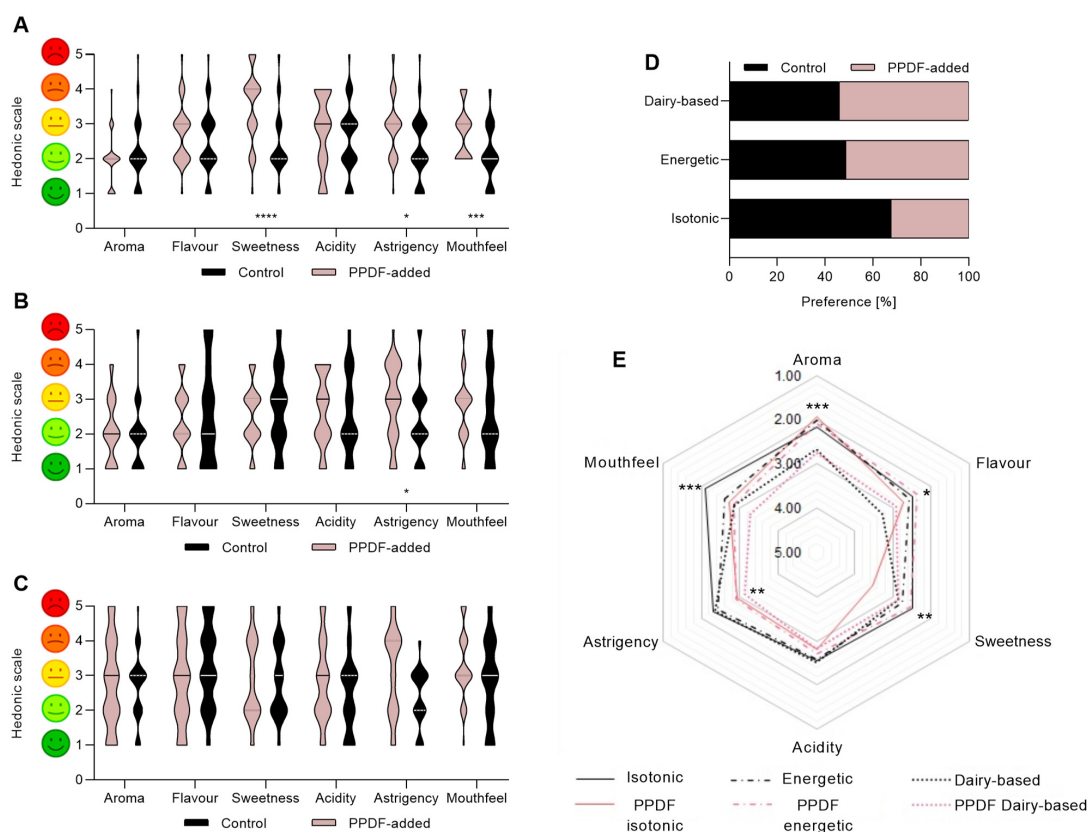 A
Hedonic scale
5
4
3
2
1
0
**** * ***
Aroma Flavour Sweetness Acidity Astrigency Mouthfeel
Control PPDF-added
B
Hedonic scale
5
4
3
2
1
0
*
Aroma Flavour Sweetness Acidity Astrigency Mouthfeel
Control PPDF-added
C
Hedonic scale
5
4
3
2
1
0
Aroma Flavour Sweetness Acidity Astrigency Mouthfeel
Control PPDF-added
D
Control PPDF-added
Dairy-based
Energetic
Isotonic
0 20 40 60 80 100
Preference [%]
E
Aroma
1.00
***
2.00
Mouthfeel Flavour
3.00
*** *
4.00
5.00
**
**
Astrigency Sweetness
Acidity
Isotonic Energetic Dairy-based
PPDF PPDF PPDF Dairy-based
isotonic energetic